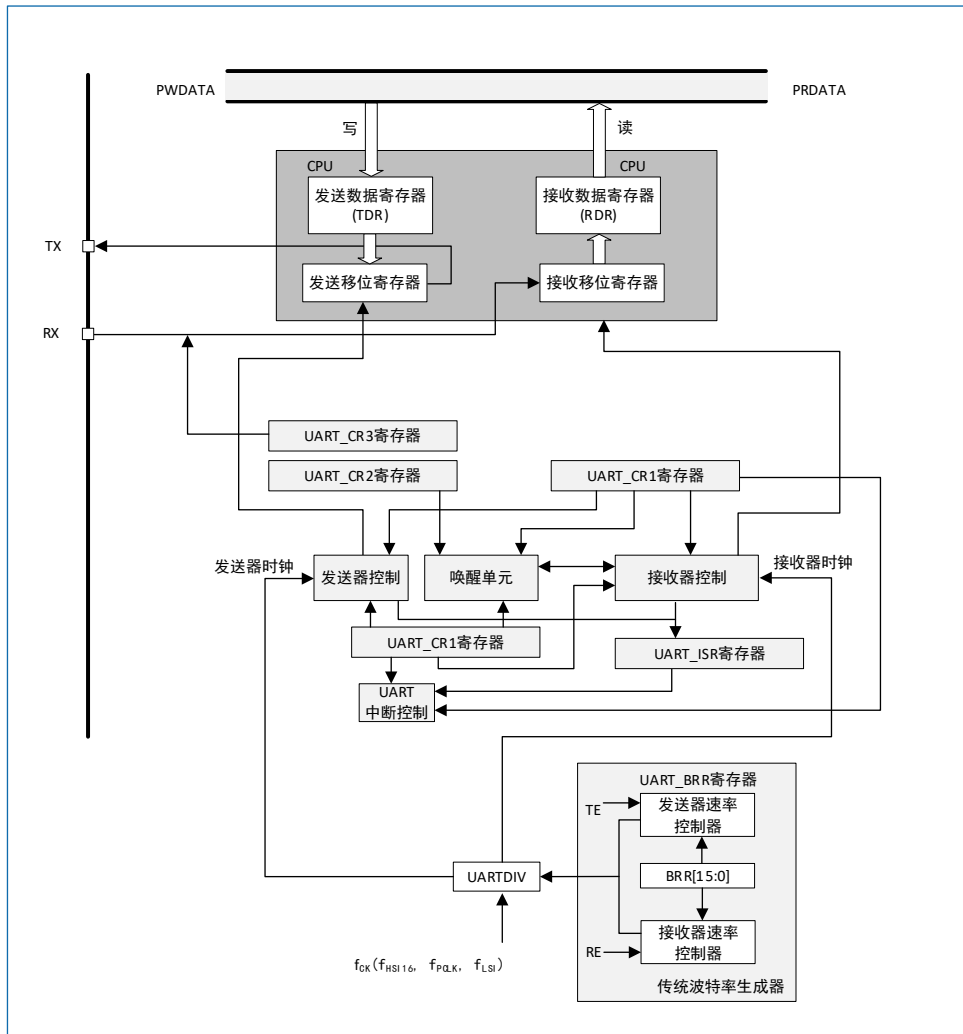 PWDATA
PRDATA
写
读
CPU
CPU
发送数据寄存器
(TDR)
接收数据寄存器
(RDR)
TX
发送移位寄存器
接收移位寄存器
RX
UART_CR3寄存器
UART_CR2寄存器
UART_CR1寄存器
发送器时钟
接收器时钟
发送器控制
唤醒单元
接收器控制
UART_CR1寄存器
UART_ISR寄存器
UART
中断控制
UART_BRR寄存器
TE
发送器速率
控制器
UARTDIV
BRR[15:0]
接收器速率
控制器
RE
fCK(fHSI16, fPCLK, fLSI)
传统波特率生成器